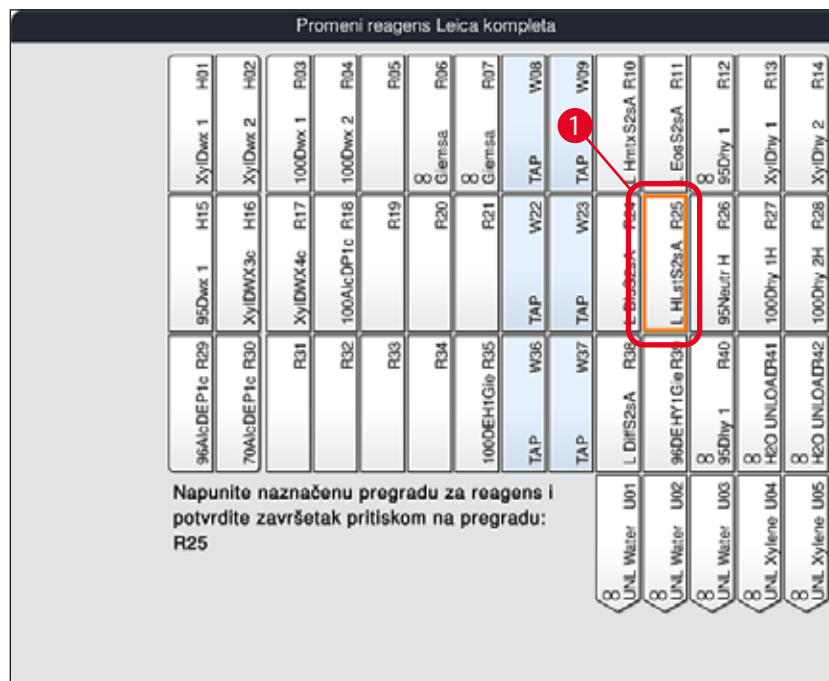 Promeni reagens Leica kompleta
XylDwx 1 H01
XylDwx 2 H02
100Dwx 1 R03
100Dwx 2 R04
R05
∞ Giemsa R06
∞ Giemsa R07
TAP W08
TAP W09
L HmtxS2sA R10
L EosS2sA R11
∞ 95Dhy 1 R12
XylDhy 1 R13
XylDhy 2 R14
1
95Dwx 1 H15
XylDWX3c H16
XylDWX4c R17
100AlcDP1c R18
R19
R20
R21
TAP W22
TAP W23
R24
L HLstS2sA R25
95Neutr H R26
100Dhy 1H R27
100Dhy 2H R28
96AlcDEP1c R29
70AlcDEP1c R30
R31
R32
R33
R34
100DEH1Gie R35
TAP W36
TAP W37
L DiffS2sA R38
96DEHY1Gie R39
∞ 95Dhy 1 R40
∞ H2O UNLOAD R41
∞ H2O UNLOAD R42
Napunite naznačenu pregradu za reagens i
potvrdite završetak pritiskom na pregradu:
R25
∞ UNL Water U01
∞ UNL Water U02
∞ UNL Water U03
∞ UNL Xylene U04
∞ UNL Xylene U05